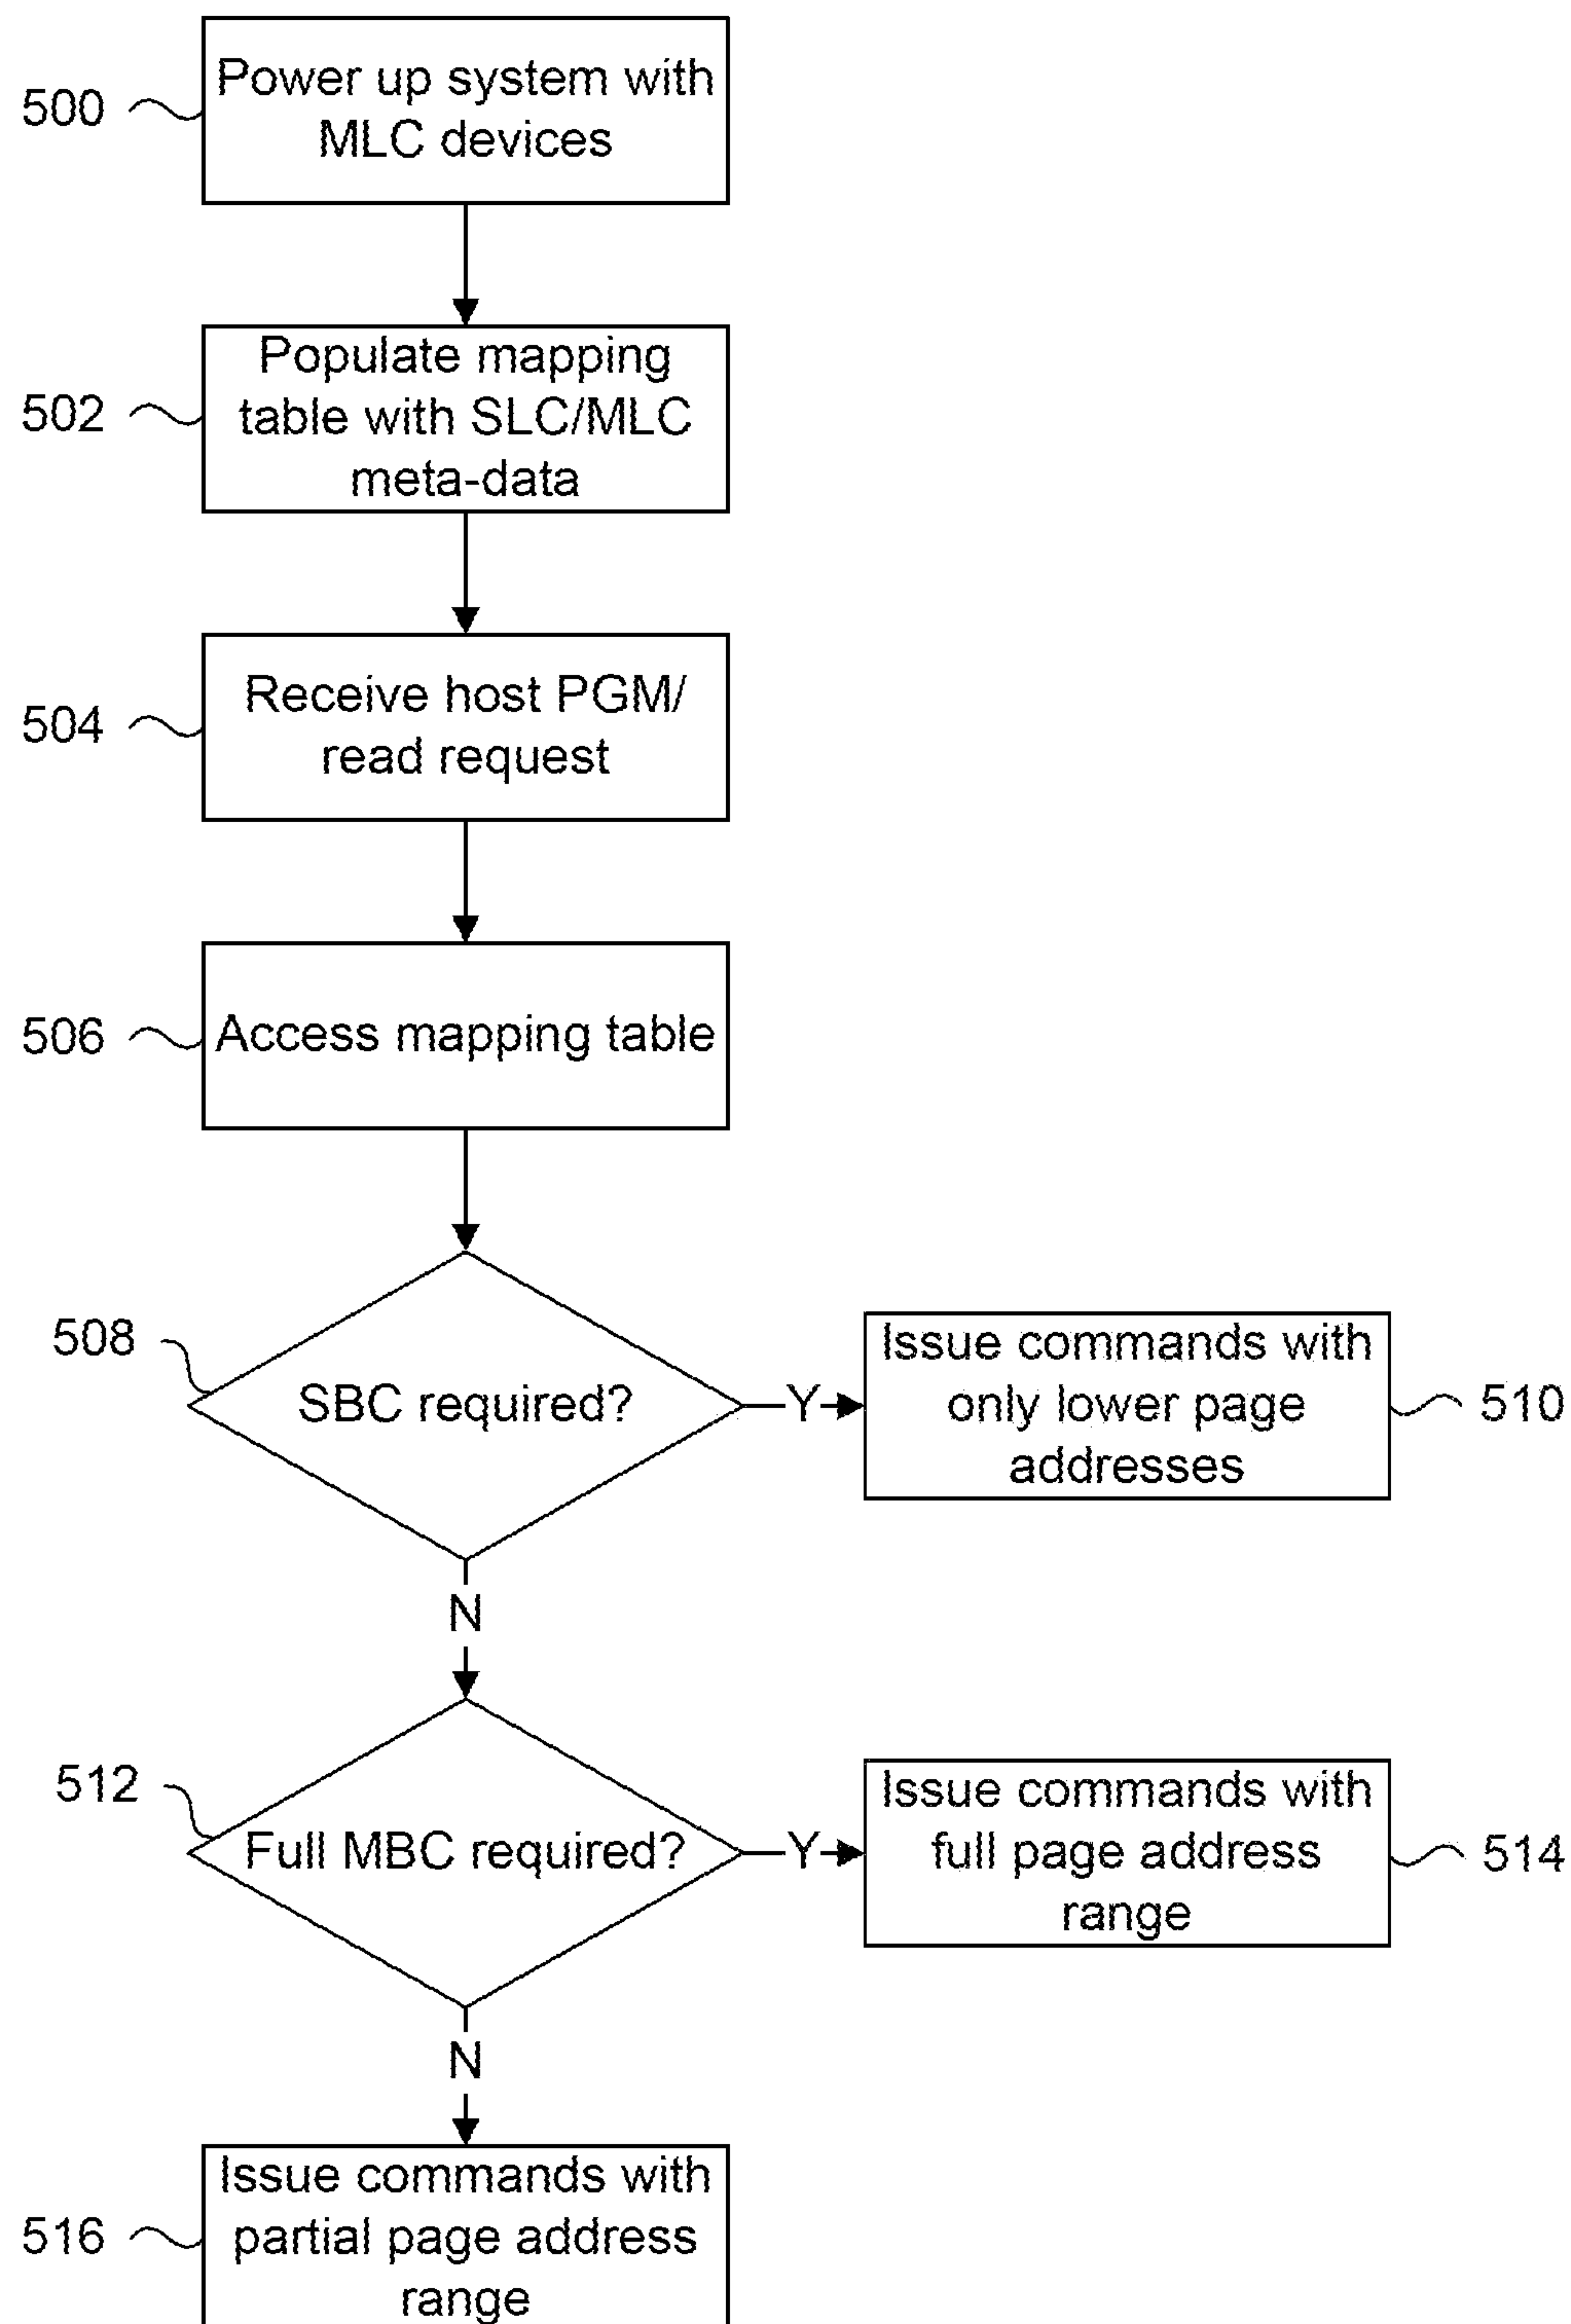 500
Power up system with
MLC devices
502
Populate mapping
table with SLC/MLC
meta-data
504
Receive host PGM/
read request
506
Access mapping table
508
SBC required?
Y
Issue commands with
only lower page
addresses
510
N
512
Full MBC required?
Y
Issue commands with
full page address
range
514
N
516
Issue commands with
partial page address
range